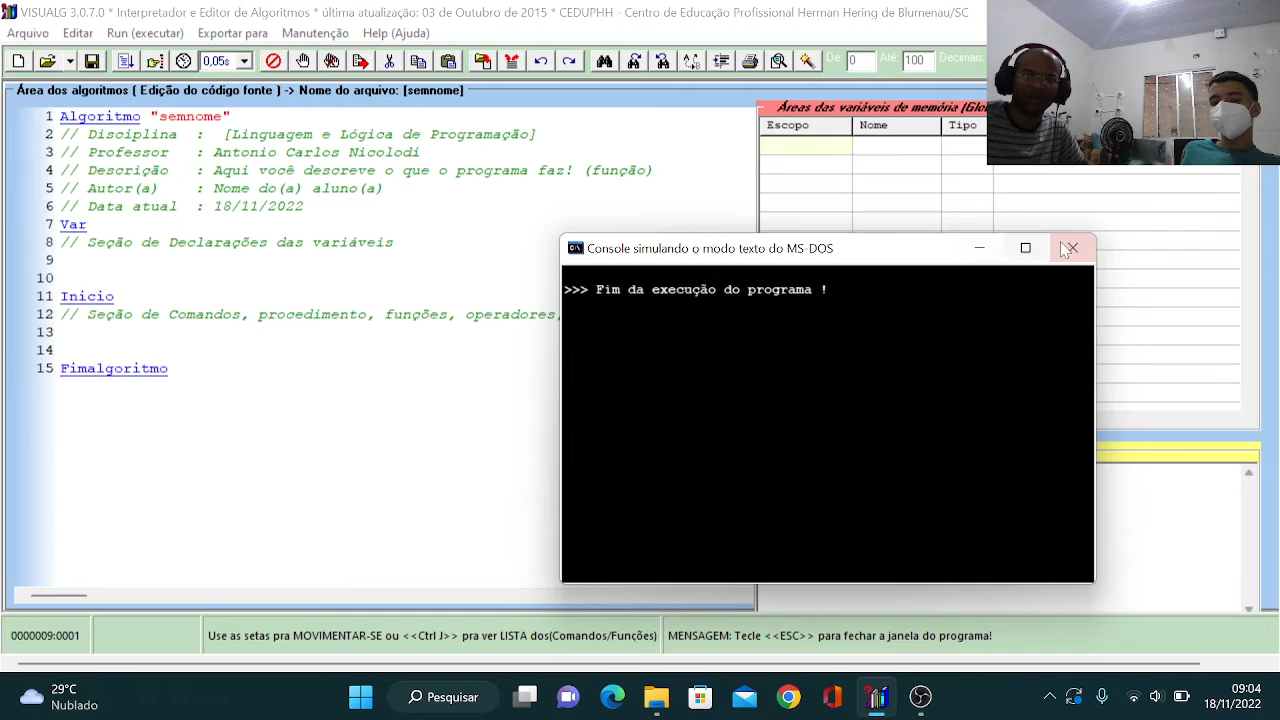 VISUALG 3.0.7.0 * Interpretador e Editor de Algoritmos * última atualização: 03 de Outubro de 2015 * CEDUPHH - Centro de Educação Profissional Herman Hering de Blumenau/SC
Arquivo Editar Run (executar) Exportar para Manutenção Help (Ajuda)
0,05s De: 0 Até: 100 Decimais:
Área dos algoritmos ( Edição do código fonte ) -> Nome do arquivo: [semnome]
Áreas das variáveis de memória (Glo
Escopo Nome Tipo
1 Algoritmo "semnome"
2 // Disciplina : [Linguagem e Lógica de Programação]
3 // Professor : Antonio Carlos Nicolodi
4 // Descrição : Aqui você descreve o que o programa faz! (função)
5 // Autor(a) : Nome do(a) aluno(a)
6 // Data atual : 18/11/2022
7 Var
8 // Seção de Declarações das variáveis
9
10
11 Inicio
12 // Seção de Comandos, procedimento, funções, operadores,
13
14
15 Fimalgoritmo
Console simulando o modo texto do MS-DOS
>>> Fim da execução do programa !
0000009:0001 Use as setas pra MOVIMENTAR-SE ou <<Ctrl J>> pra ver LISTA dos(Comandos/Funções) MENSAGEM: Tecle <<ESC>> para fechar a janela do programa!
29°C
Nublado
Pesquisar
09:04
18/11/2022